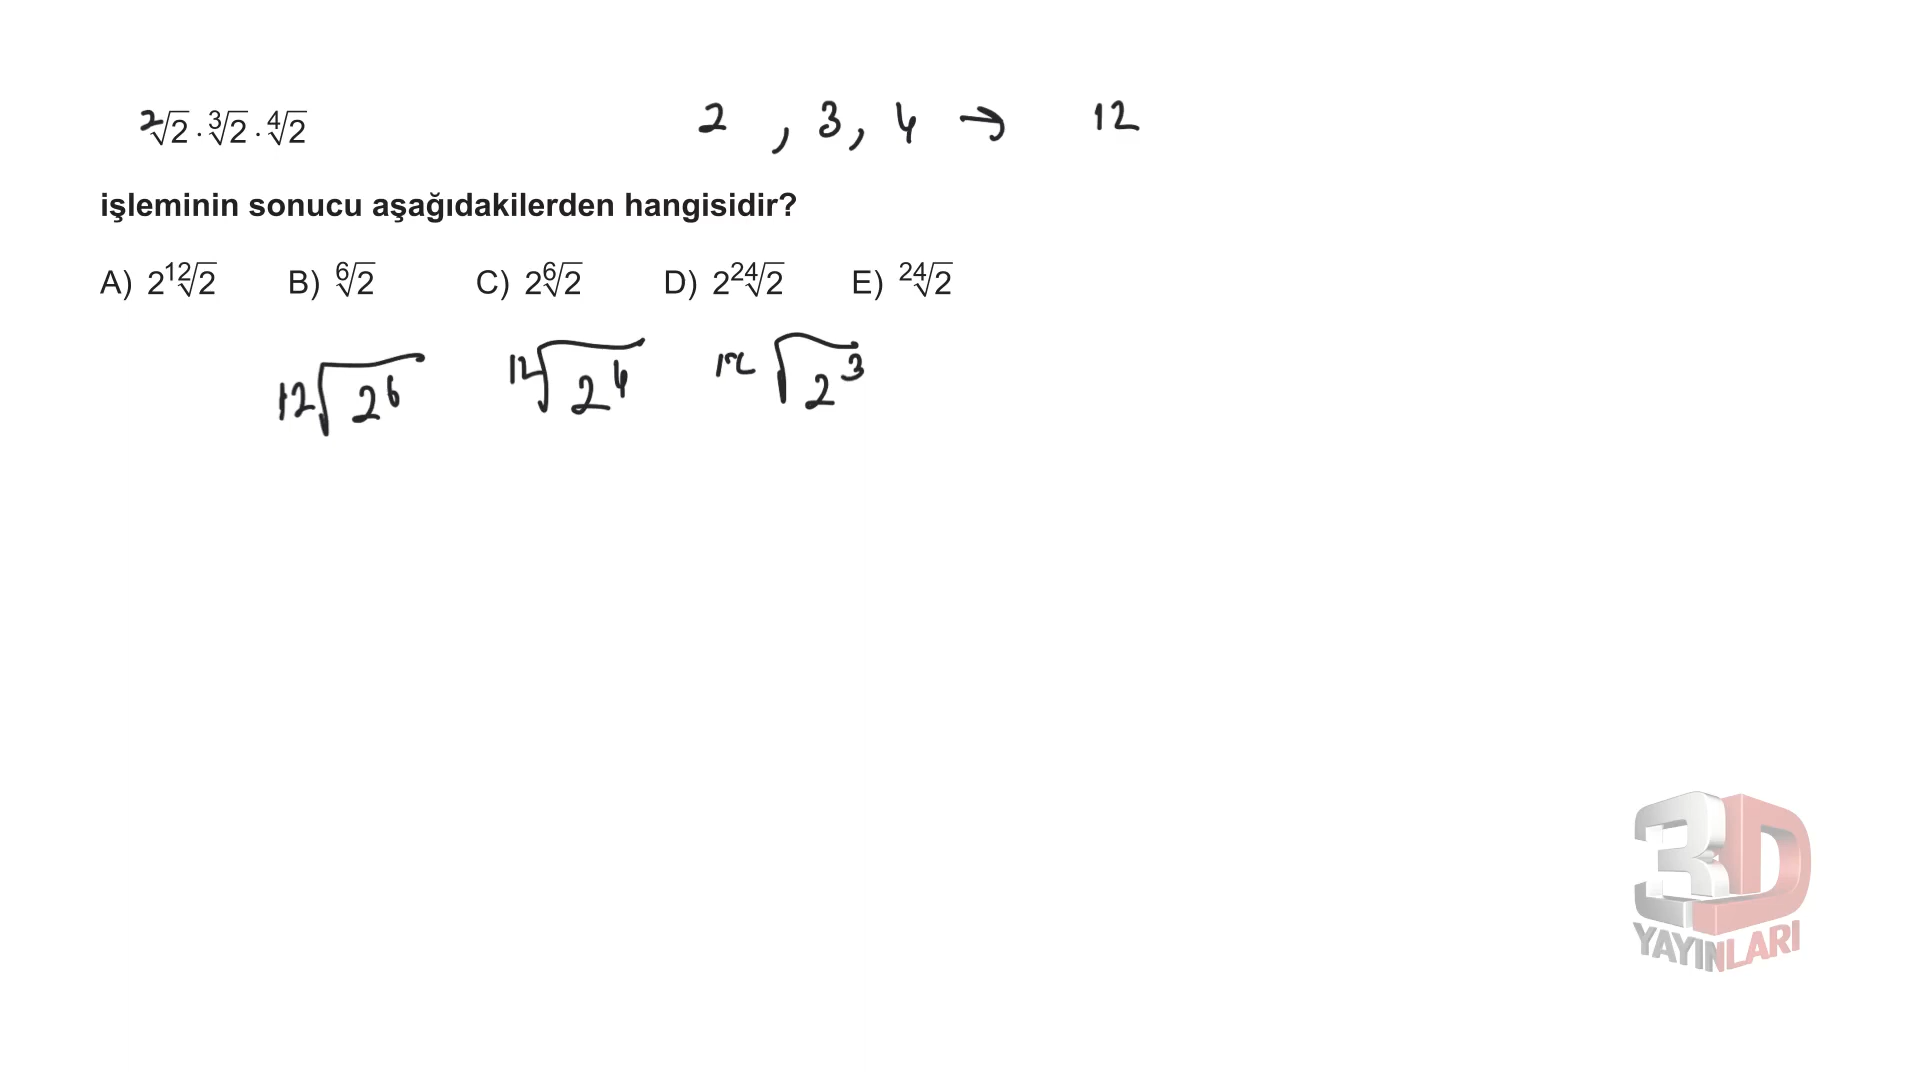 ²√2 · ³√2 · ⁴√2
2 , 3, 4 → 12
işleminin sonucu aşağıdakilerden hangisidir?
A) 2¹²√2 B) ⁶√2 C) 2⁶√2 D) 2²⁴√2 E) ²⁴√2
¹²√2⁶ ¹²√2⁴ ¹²√2³
3D
YAYINLARI